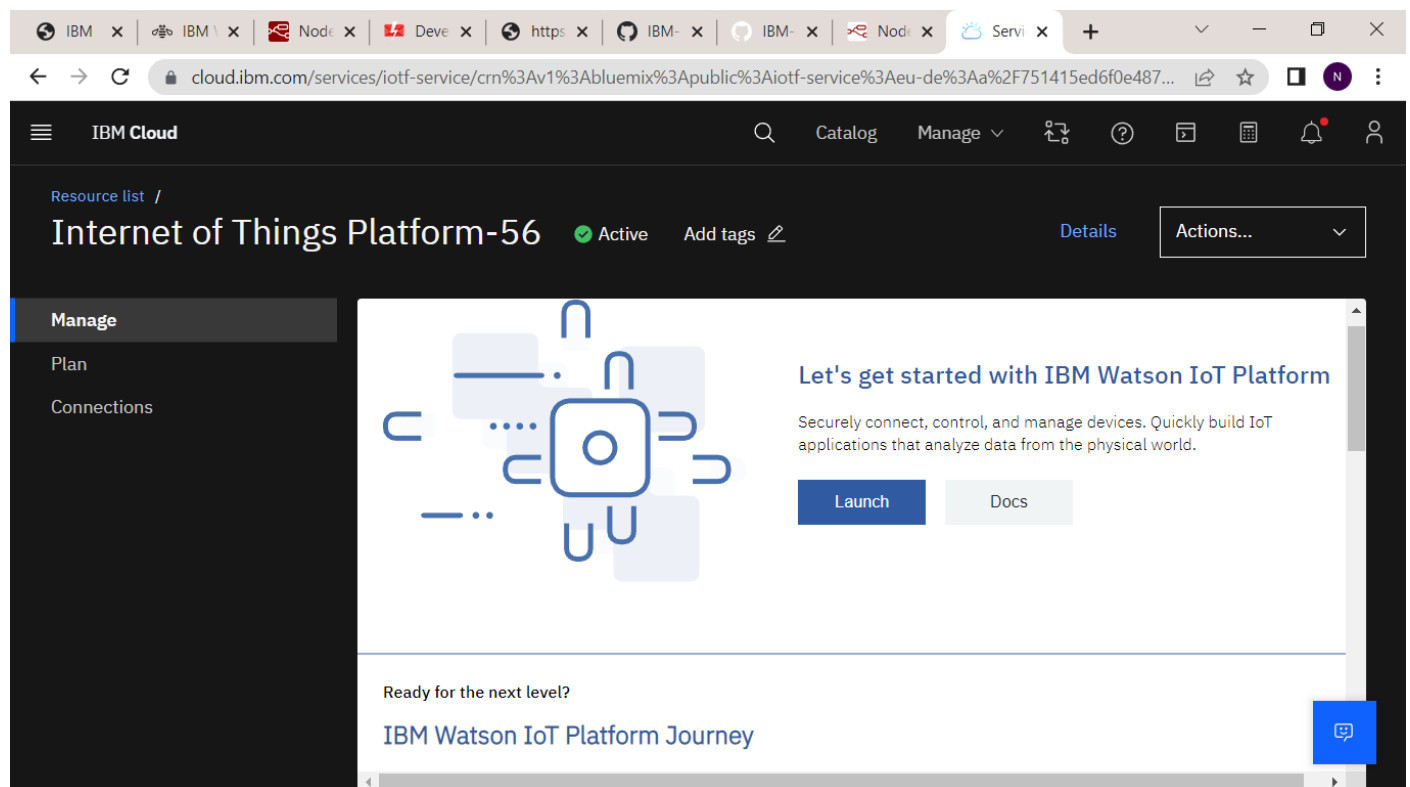 IBM
IBM \
Node
Deve
https
IBM-
IBM-
Node
Servi
cloud.ibm.com/services/iotf-service/crn%3Av1%3Abluemix%3Apublic%3Aiotf-service%3Aeu-de%3Aa%2F751415ed6f0e487...
N
IBM Cloud
Catalog
Manage
Resource list /
Internet of Things Platform-56
Active
Add tags
Details
Actions...
Manage
Plan
Connections
Let's get started with IBM Watson IoT Platform
Securely connect, control, and manage devices. Quickly build IoT
applications that analyze data from the physical world.
Launch
Docs
Ready for the next level?
IBM Watson IoT Platform Journey